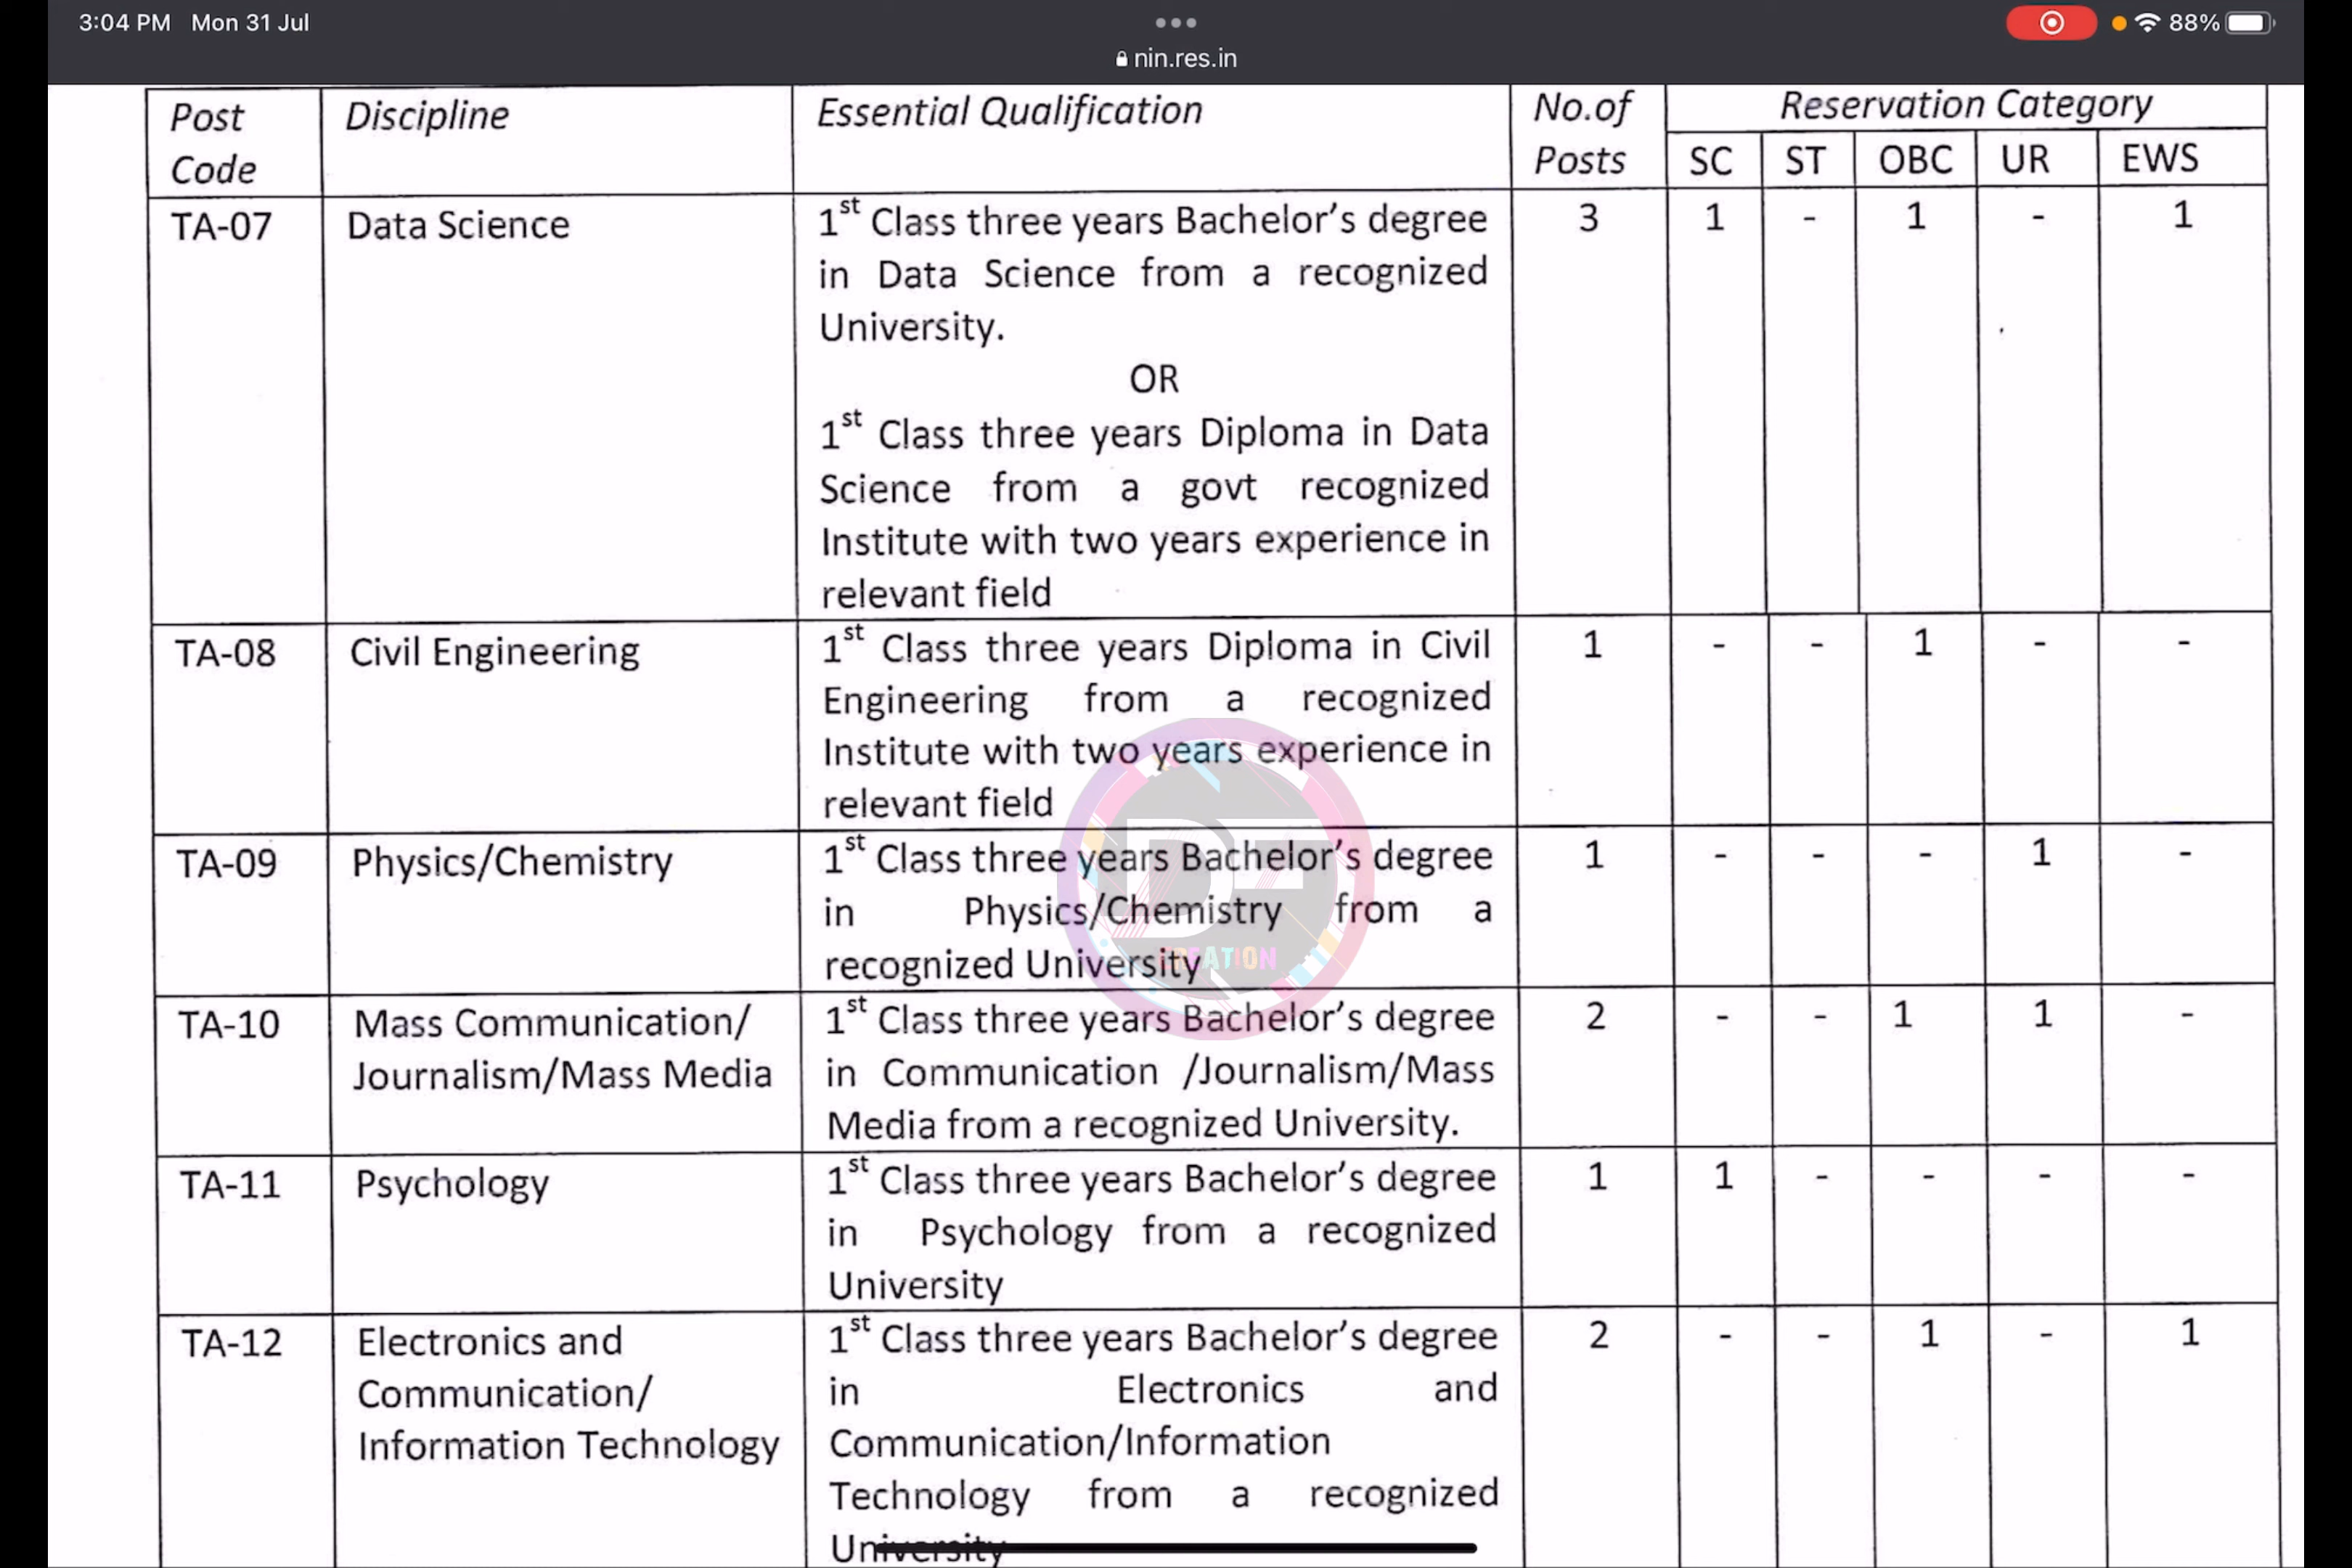 3:04 PM Mon 31 Jul
88%
nin.res.in
Post Code Discipline Essential Qualification No.of Posts Reservation Category
SC ST OBC UR EWS
TA-07 Data Science 1st Class three years Bachelor's degree 3 1 - 1 - 1
in Data Science from a recognized
University.
OR
1st Class three years Diploma in Data
Science from a govt recognized
Institute with two years experience in
relevant field
TA-08 Civil Engineering 1st Class three years Diploma in Civil 1 - - 1 - -
Engineering from a recognized
Institute with two years experience in
relevant field
TA-09 Physics/Chemistry 1st Class three years Bachelor's degree 1 - - - 1 -
in Physics/Chemistry from a
recognized University
TA-10 Mass Communication/ 1st Class three years Bachelor's degree 2 - - 1 1 -
Journalism/Mass Media in Communication /Journalism/Mass
Media from a recognized University.
TA-11 Psychology 1st Class three years Bachelor's degree 1 1 - - - -
in Psychology from a recognized
University
TA-12 Electronics and 1st Class three years Bachelor's degree 2 - - 1 - 1
Communication/ in Electronics and
Information Technology Communication/Information
Technology from a recognized
University